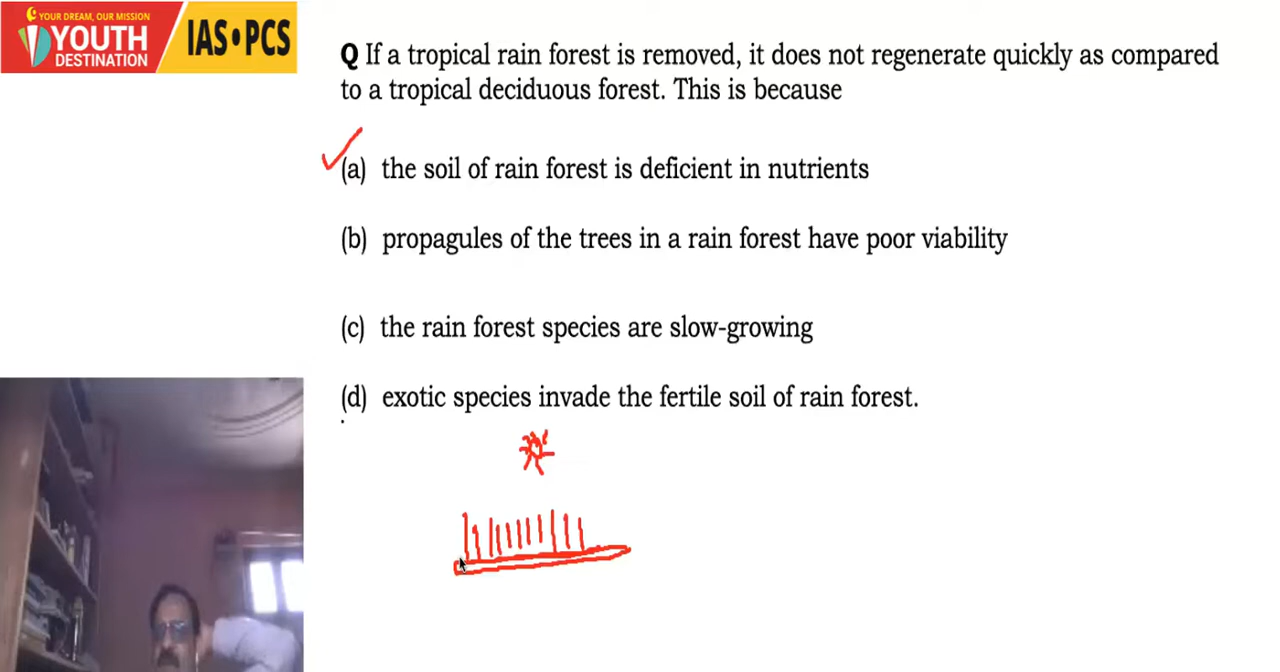 YOUR DREAM, OUR MISSION
YOUTH
DESTINATION
IAS•PCS
Q If a tropical rain forest is removed, it does not regenerate quickly as compared
to a tropical deciduous forest. This is because
(a) the soil of rain forest is deficient in nutrients
(b) propagules of the trees in a rain forest have poor viability
(c) the rain forest species are slow-growing
(d) exotic species invade the fertile soil of rain forest.